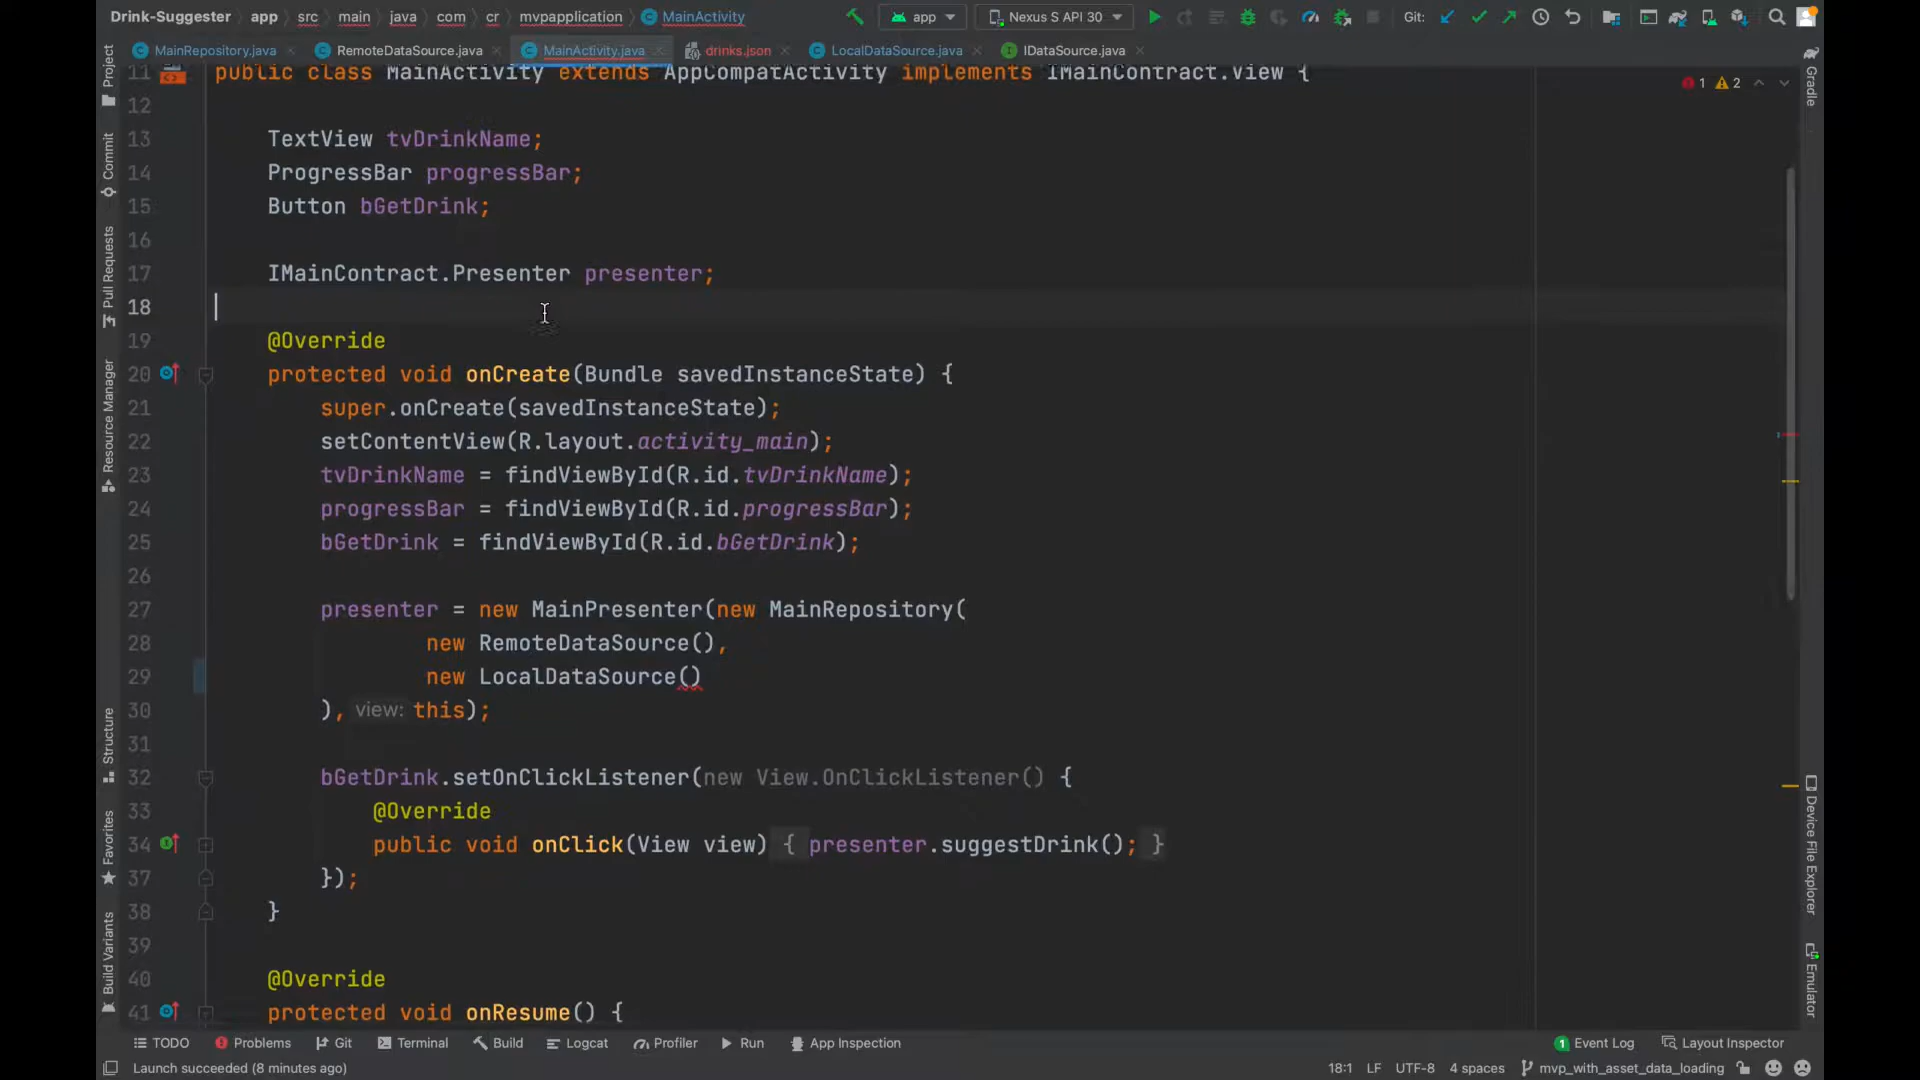 Drink-Suggester app src main java com cr mvpapplication MainActivity app Nexus S API 30 Git:
MainRepository.java RemoteDataSource.java MainActivity.java drinks.json LocalDataSource.java IDataSource.java
11 public class MainActivity extends AppCompatActivity implements IMainContract.View {
1 2
12
13 TextView tvDrinkName;
14 ProgressBar progressBar;
15 Button bGetDrink;
16
17 IMainContract.Presenter presenter;
18
19 @Override
20 protected void onCreate(Bundle savedInstanceState) {
21 super.onCreate(savedInstanceState);
22 setContentView(R.layout.activity_main);
23 tvDrinkName = findViewById(R.id.tvDrinkName);
24 progressBar = findViewById(R.id.progressBar);
25 bGetDrink = findViewById(R.id.bGetDrink);
26
27 presenter = new MainPresenter(new MainRepository(
28 new RemoteDataSource(),
29 new LocalDataSource()
30 ), view: this);
31
32 bGetDrink.setOnClickListener(new View.OnClickListener() {
33 @Override
34 public void onClick(View view) { presenter.suggestDrink(); }
37 });
38 }
39
40 @Override
41 protected void onResume() {
Project
Commit
Pull Requests
Resource Manager
Structure
Favorites
Build Variants
Gradle
Device File Explorer
Emulator
TODO Problems Git Terminal Build Logcat Profiler Run App Inspection 1 Event Log Layout Inspector
Launch succeeded (8 minutes ago) 18:1 LF UTF-8 4 spaces mvp_with_asset_data_loading